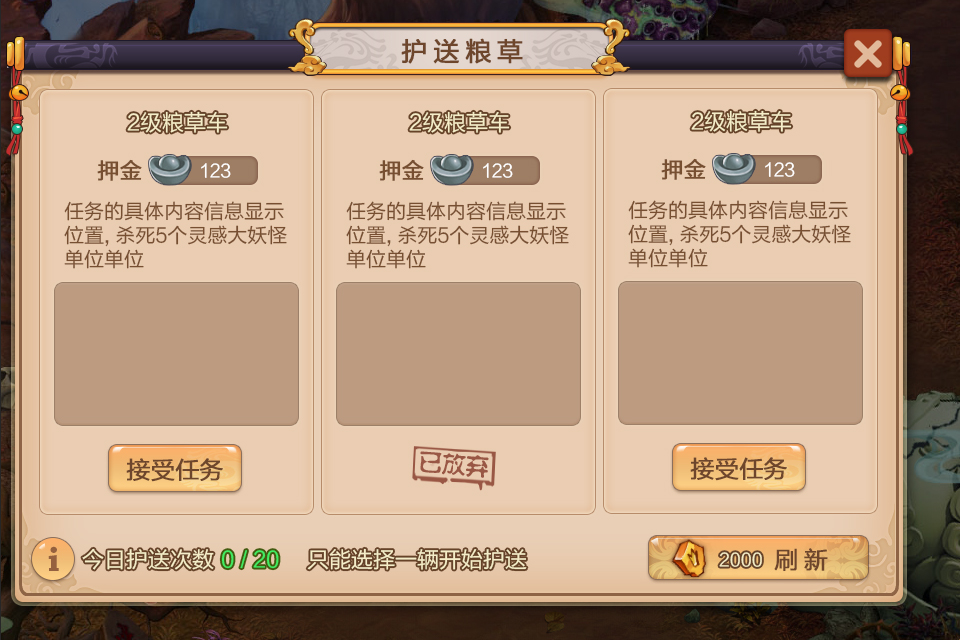 护送粮草
2级粮草车
押金 123
任务的具体内容信息显示
位置, 杀死5个灵感大妖怪
单位单位
接受任务
2级粮草车
押金 123
任务的具体内容信息显示
位置, 杀死5个灵感大妖怪
单位单位
已放弃
2级粮草车
押金 123
任务的具体内容信息显示
位置, 杀死5个灵感大妖怪
单位单位
接受任务
i 今日护送次数 0/20 只能选择一辆开始护送
2000 刷新